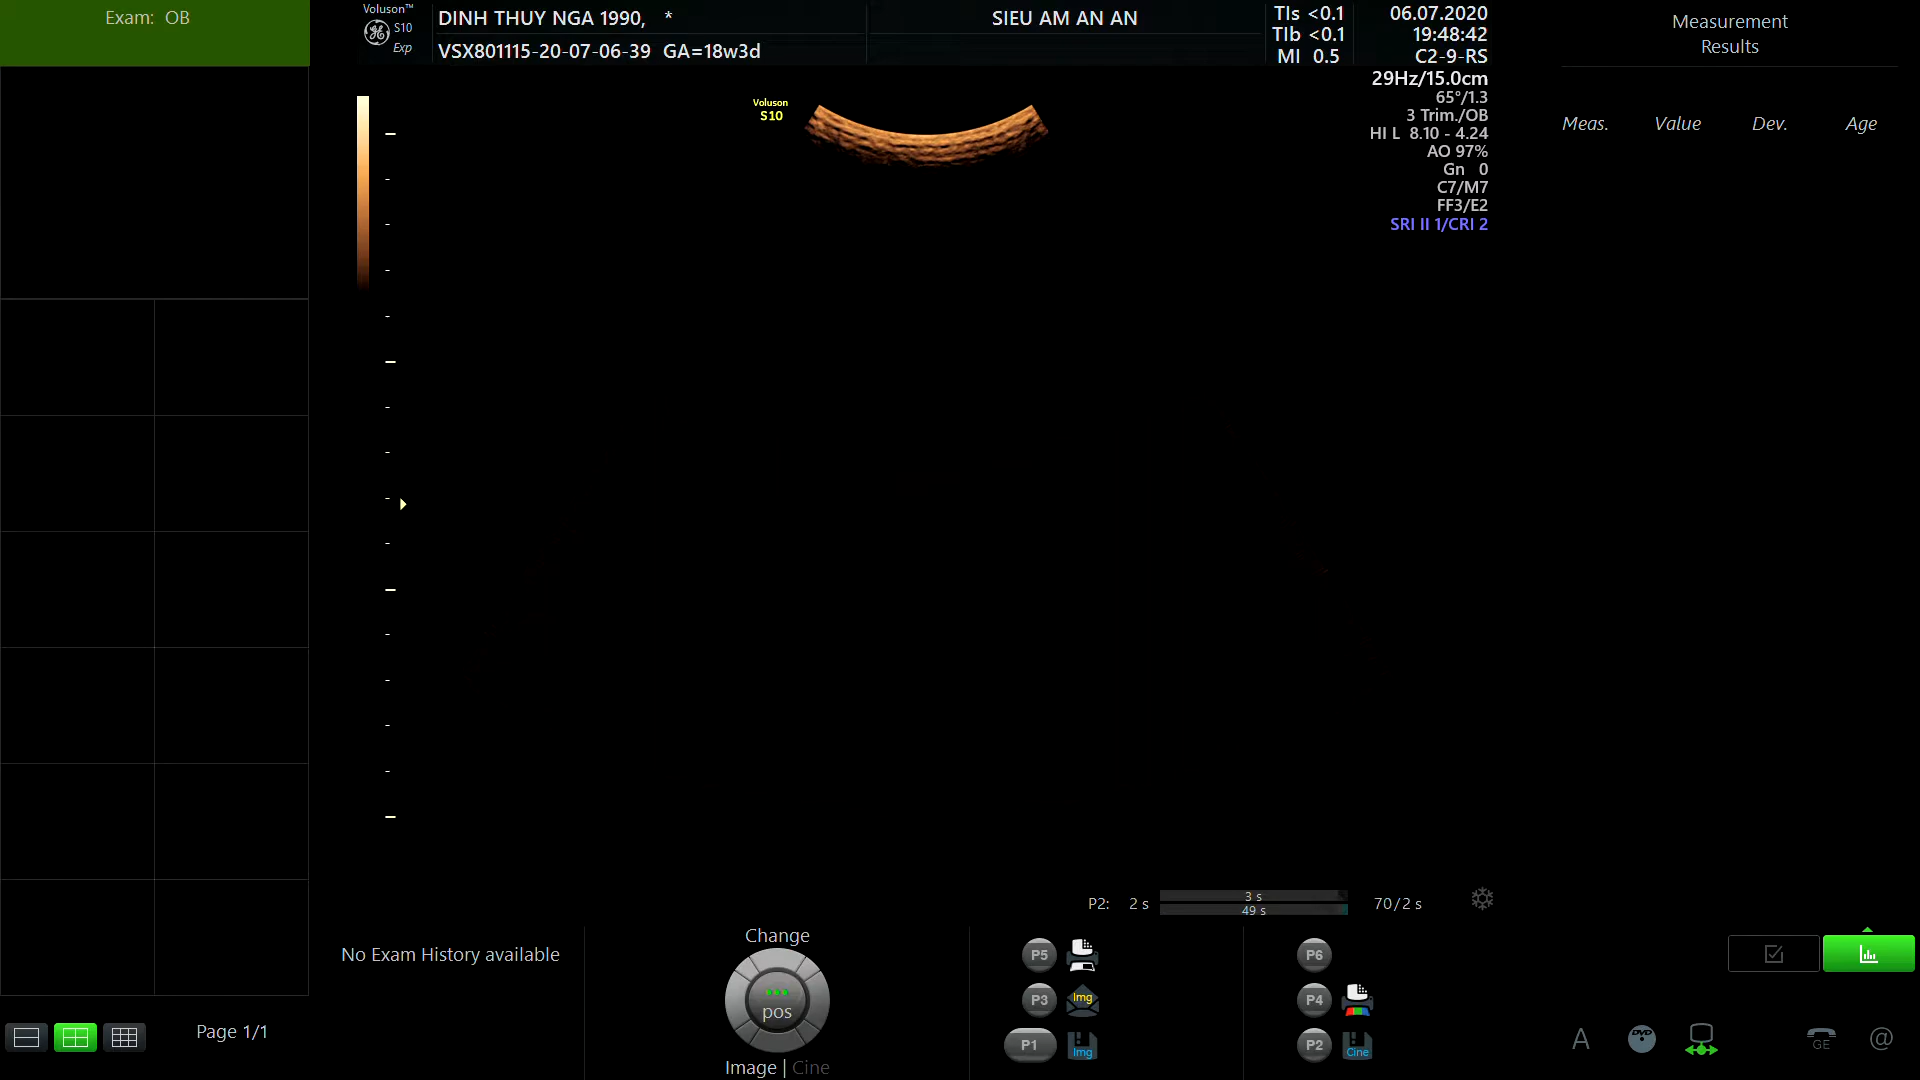 Exam: OB
Voluson™
S10
Exp
DINH THUY NGA 1990, *
VSX801115-20-07-06-39 GA=18w3d
SIEU AM AN AN
TIs <0.1
TIb <0.1
MI 0.5
06.07.2020
19:48:42
C2-9-RS
29Hz/15.0cm
65°/1.3
3 Trim./OB
HI L 8.10 - 4.24
AO 97%
Gn 0
C7/M7
FF3/E2
SRI II 1/CRI 2
Voluson
S10
Measurement
Results
Meas. Value Dev. Age
P2: 2 s
3 s
49 s
70/2 s
No Exam History available
Change
pos
Image | Cine
P5
P3 Img
P1 Img
P6
P4
P2 Cine
Page 1/1
A
DVD
GE
@